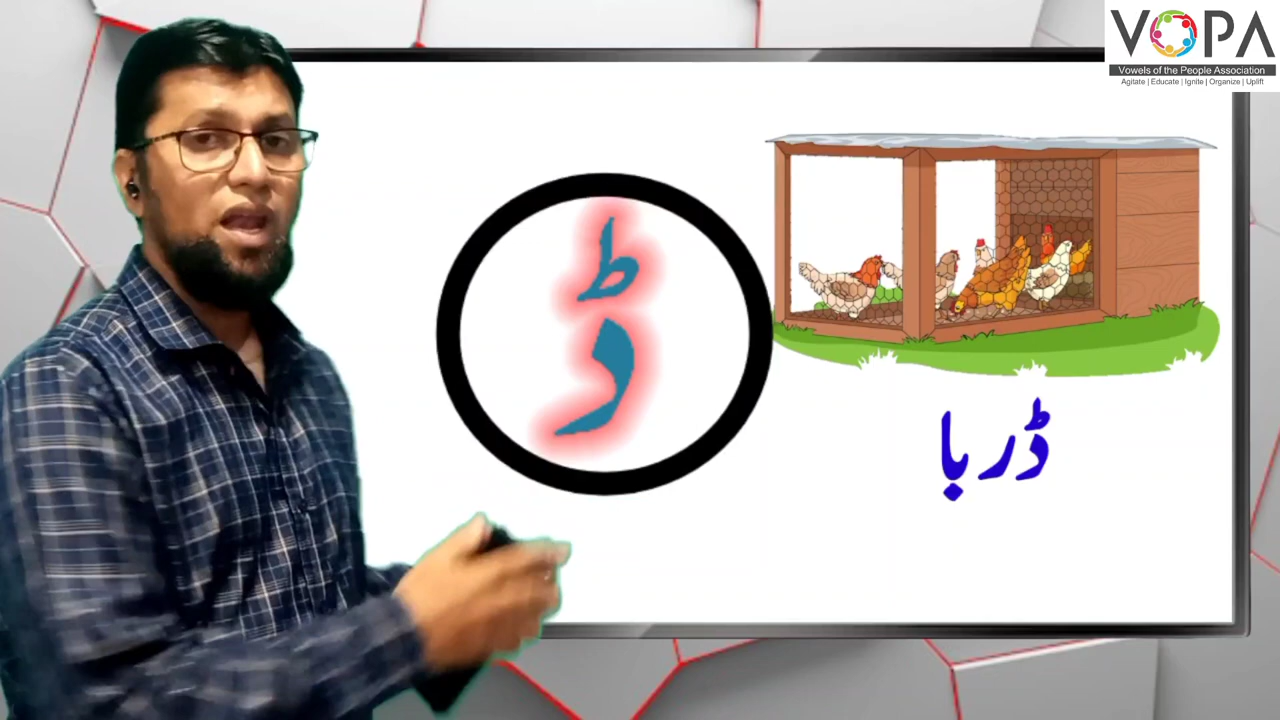 VOPA
Vowels of the People Association
Agitate | Educate | Ignite | Organize | Uplift
ڈ
ڈربا